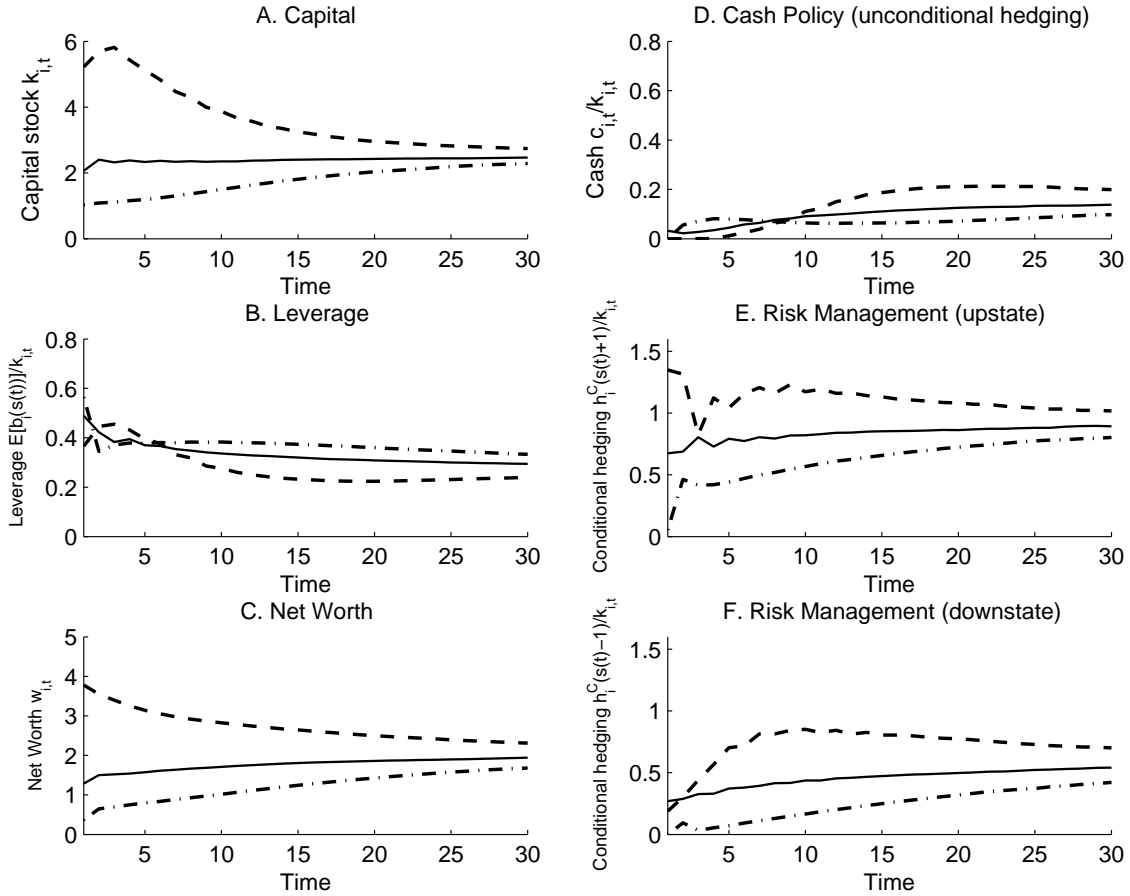 A. Capital
Capital stock k_{i,t}
6
4
2
0
5 10 15 20 25 30
Time
B. Leverage
Leverage E[b_i(s(t))]/k_{i,t}
0.8
0.6
0.4
0.2
0
5 10 15 20 25 30
Time
C. Net Worth
Net Worth w_{i,t}
5
4
3
2
1
0
5 10 15 20 25 30
Time
D. Cash Policy (unconditional hedging)
Cash c_{i,t}/k_{i,t}
0.8
0.6
0.4
0.2
0
5 10 15 20 25 30
Time
E. Risk Management (upstate)
Conditional hedging h_i^C(s(t)+1)/k_{i,t}
1.5
1
0.5
0
5 10 15 20 25 30
Time
F. Risk Management (downstate)
Conditional hedging h_i^C(s(t)−1)/k_{i,t}
1.5
1
0.5
0
5 10 15 20 25 30
Time